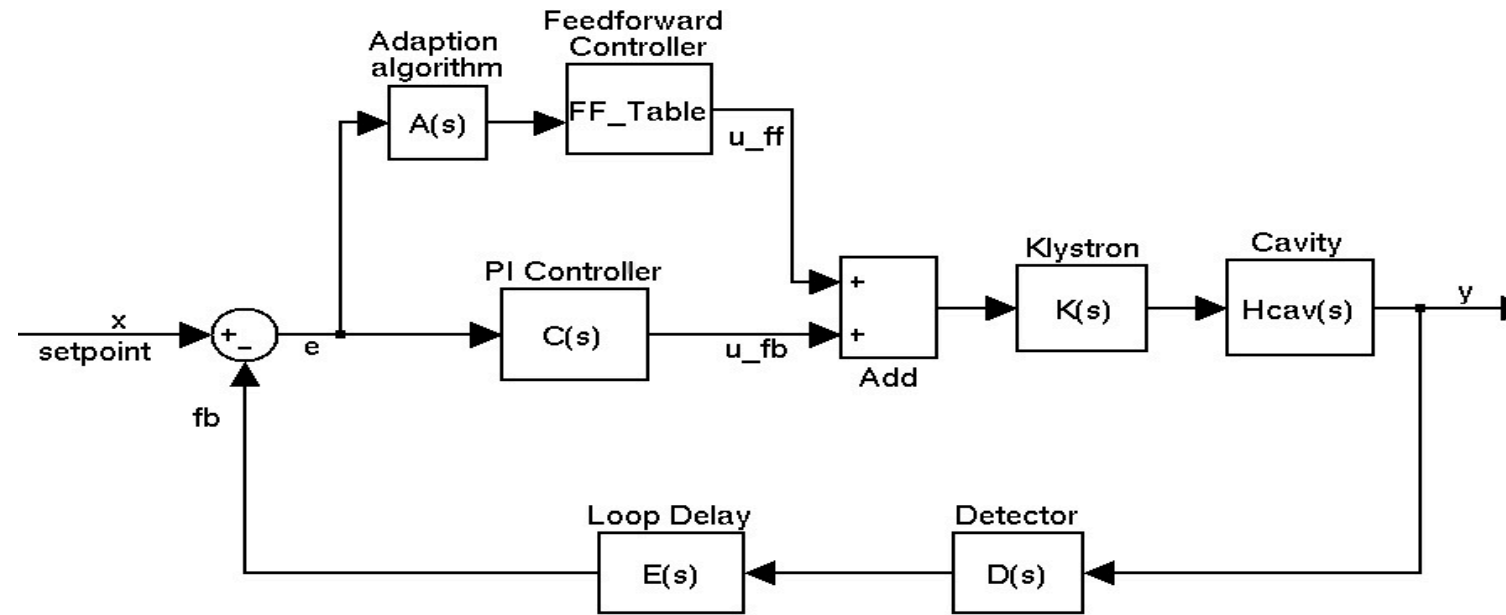 Feedforward
Controller
Adaption
algorithm
A(s)
FF_Table
u_ff
PI Controller
C(s)
u_fb
x
setpoint
+
-
e
fb
+
+
Add
Klystron
K(s)
Cavity
Hcav(s)
y
Loop Delay
E(s)
Detector
D(s)